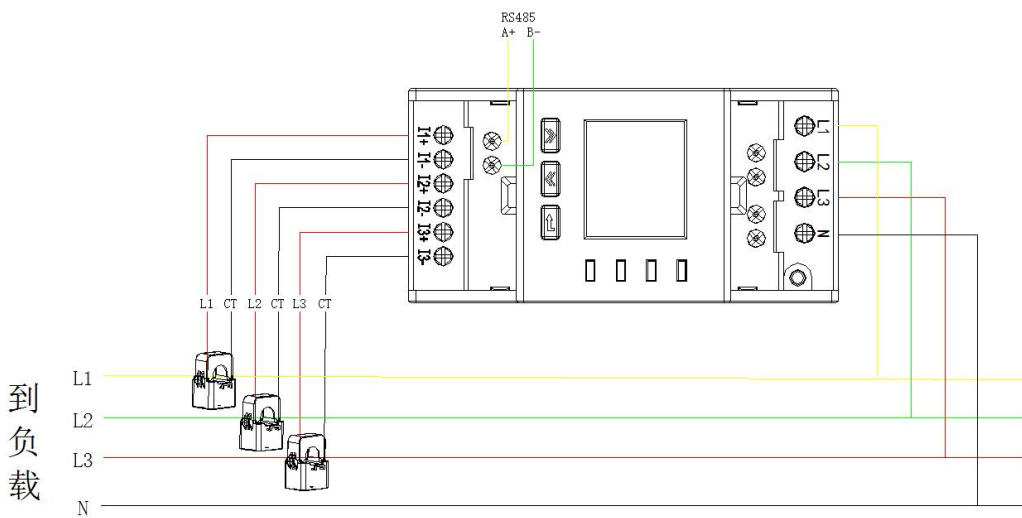 RS485
A+ B-
I1+
I1-
I2+
I2-
I3+
I3-
L1
L2
L3
N
L1 CT L2 CT L3 CT
到负载
L1
L2
L3
N